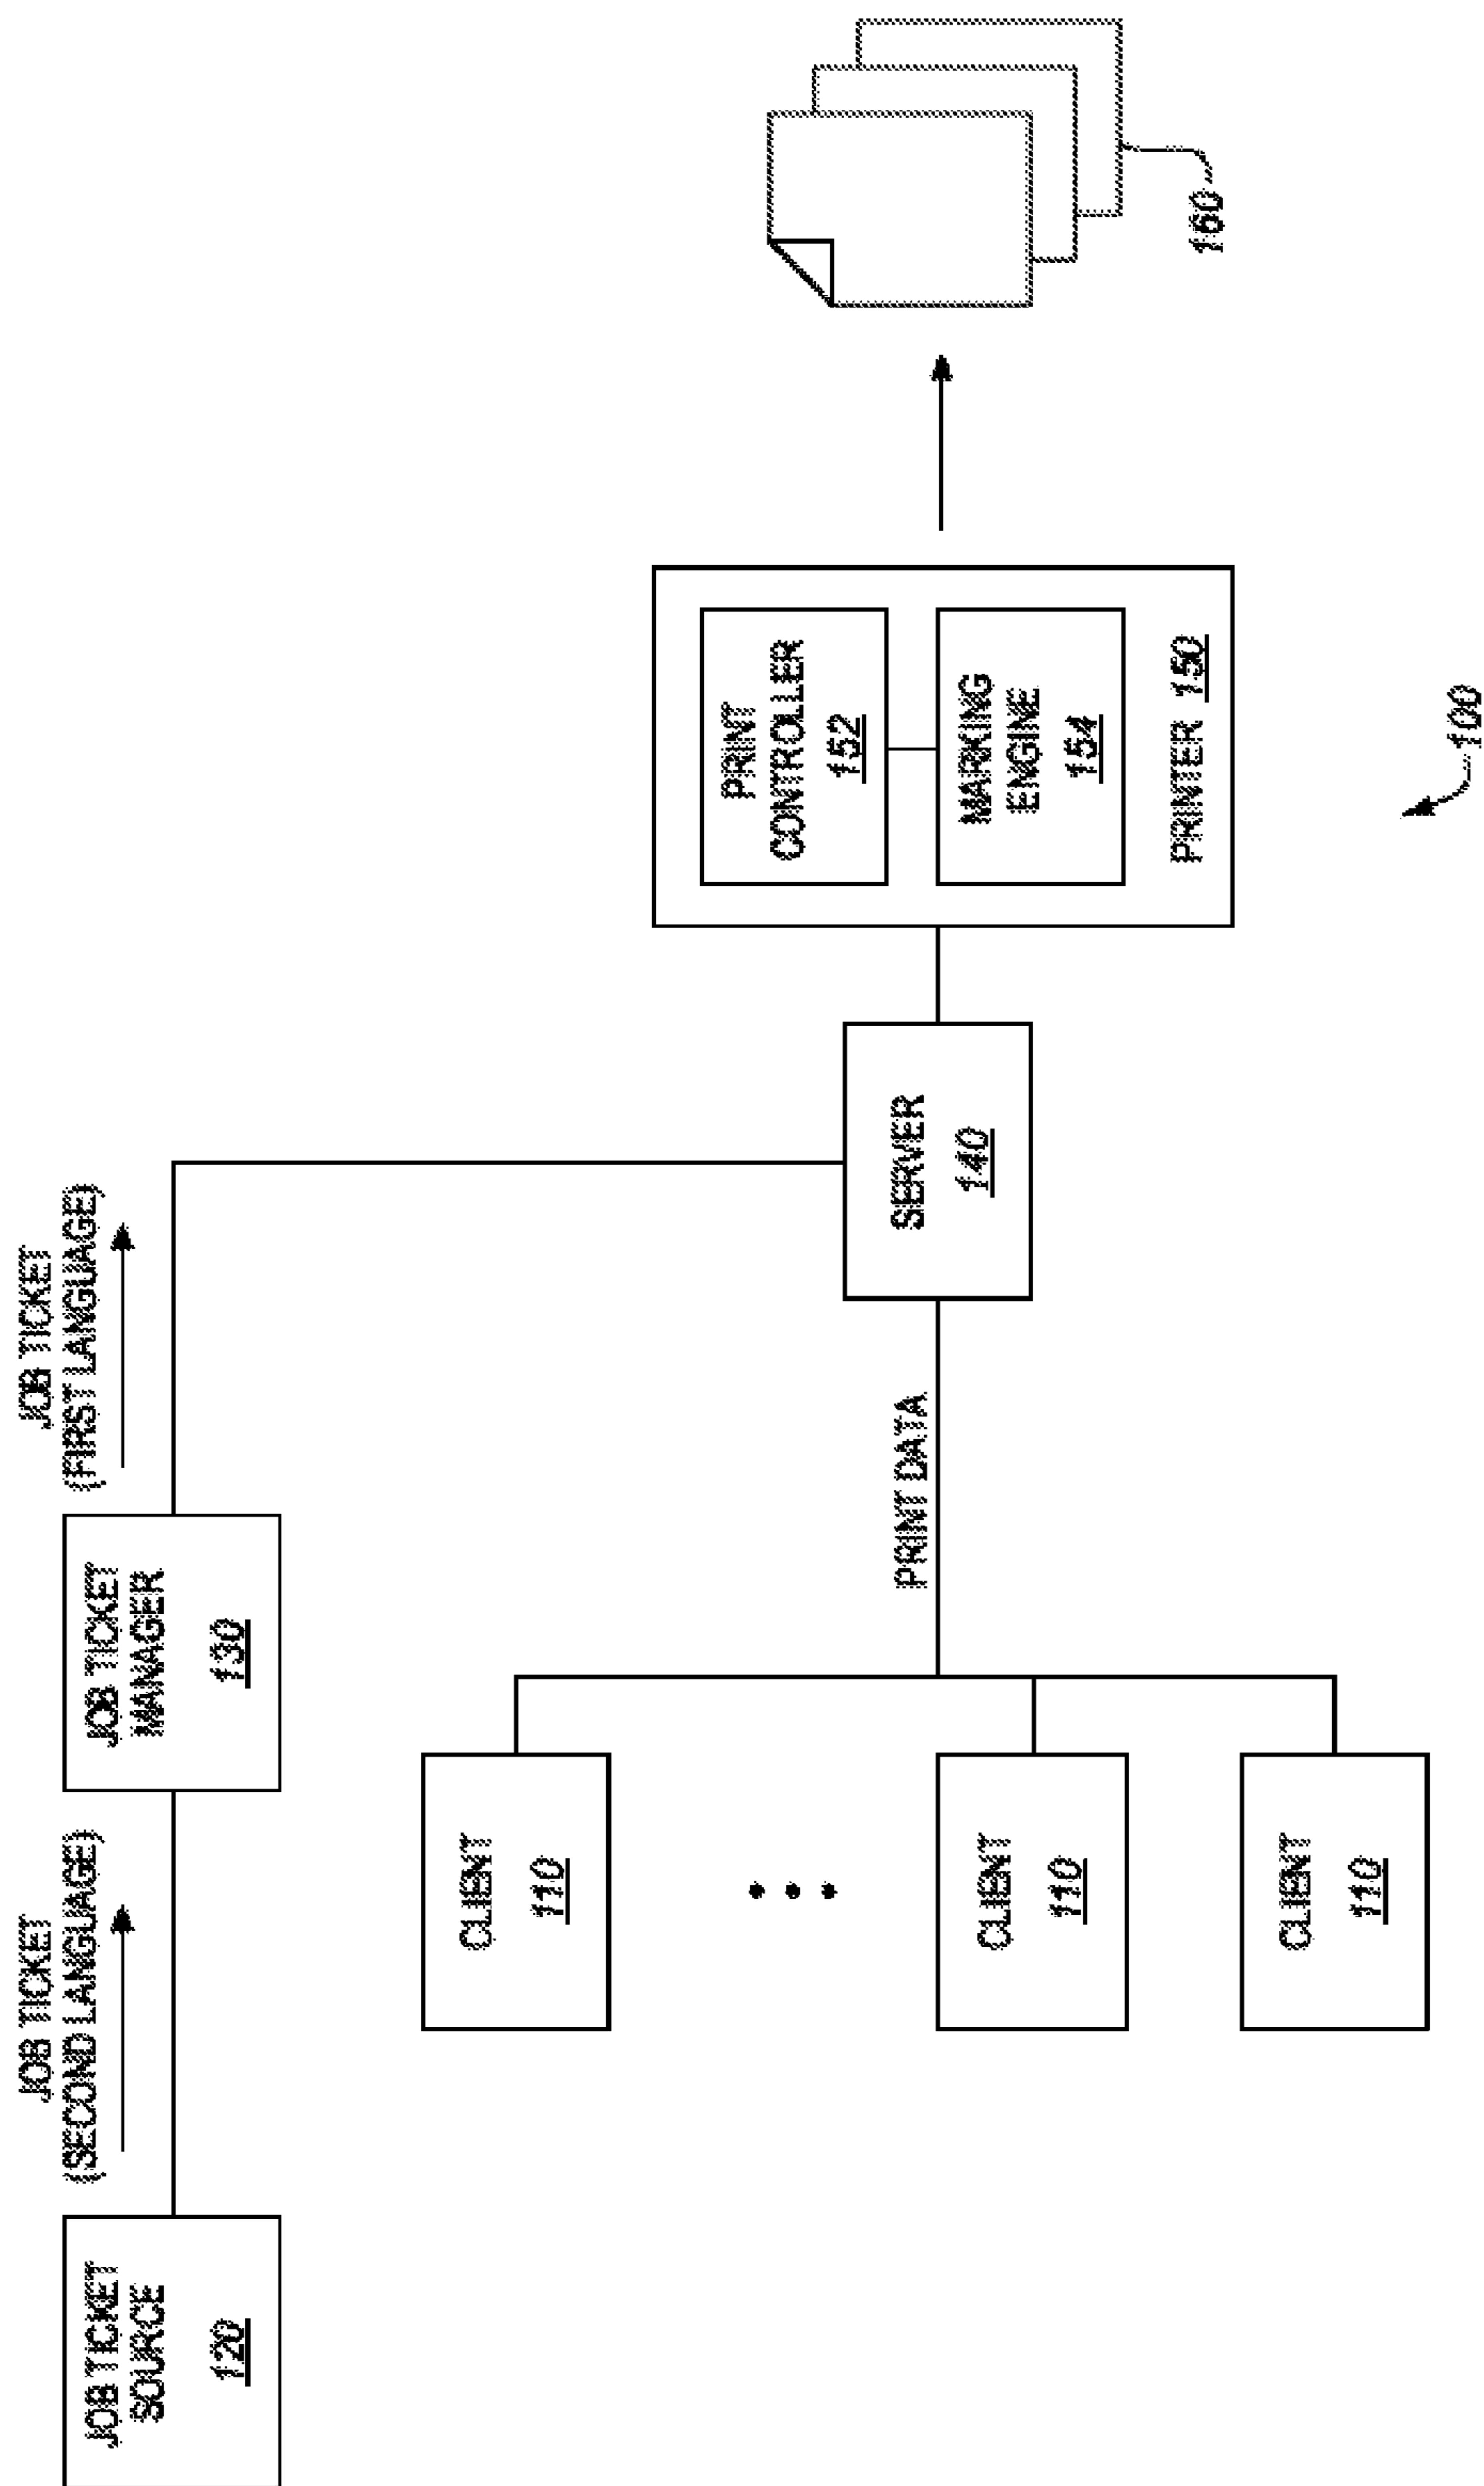 JOB TICKET
(SECOND LANGUAGE)
JOB TICKET
(FIRST LANGUAGE)
JOB TICKET
SOURCE
120
JOB TICKET
MANAGER
130
CLIENT
110
CLIENT
110
CLIENT
110
PRINT DATA
SERVER
140
PRINT
CONTROLLER
152
MARKING
ENGINE
154
PRINTER 150
160
100